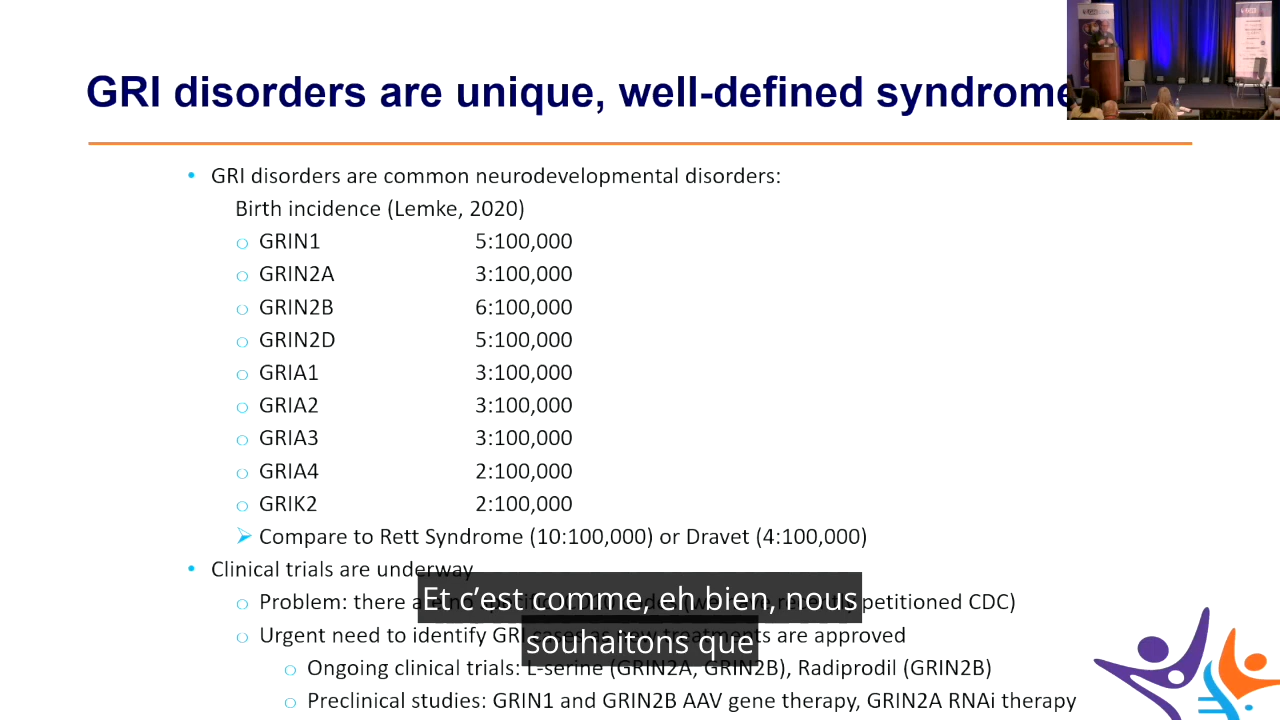 GRI disorders are unique, well-defined syndrome
• GRI disorders are common neurodevelopmental disorders:
Birth incidence (Lemke, 2020)
○ GRIN1 5:100,000
○ GRIN2A 3:100,000
○ GRIN2B 6:100,000
○ GRIN2D 5:100,000
○ GRIA1 3:100,000
○ GRIA2 3:100,000
○ GRIA3 3:100,000
○ GRIA4 2:100,000
○ GRIK2 2:100,000
➢ Compare to Rett Syndrome (10:100,000) or Dravet (4:100,000)
• Clinical trials are underway
○ Problem: there petitioned CDC)
Et c’est comme, eh bien, nous
○ Urgent need to identify GRI are approved
souhaitons que
○ Ongoing clinical trials: L-serine (GRIN2A, GRIN2B), Radiprodil (GRIN2B)
○ Preclinical studies: GRIN1 and GRIN2B AAV gene therapy, GRIN2A RNAi therapy